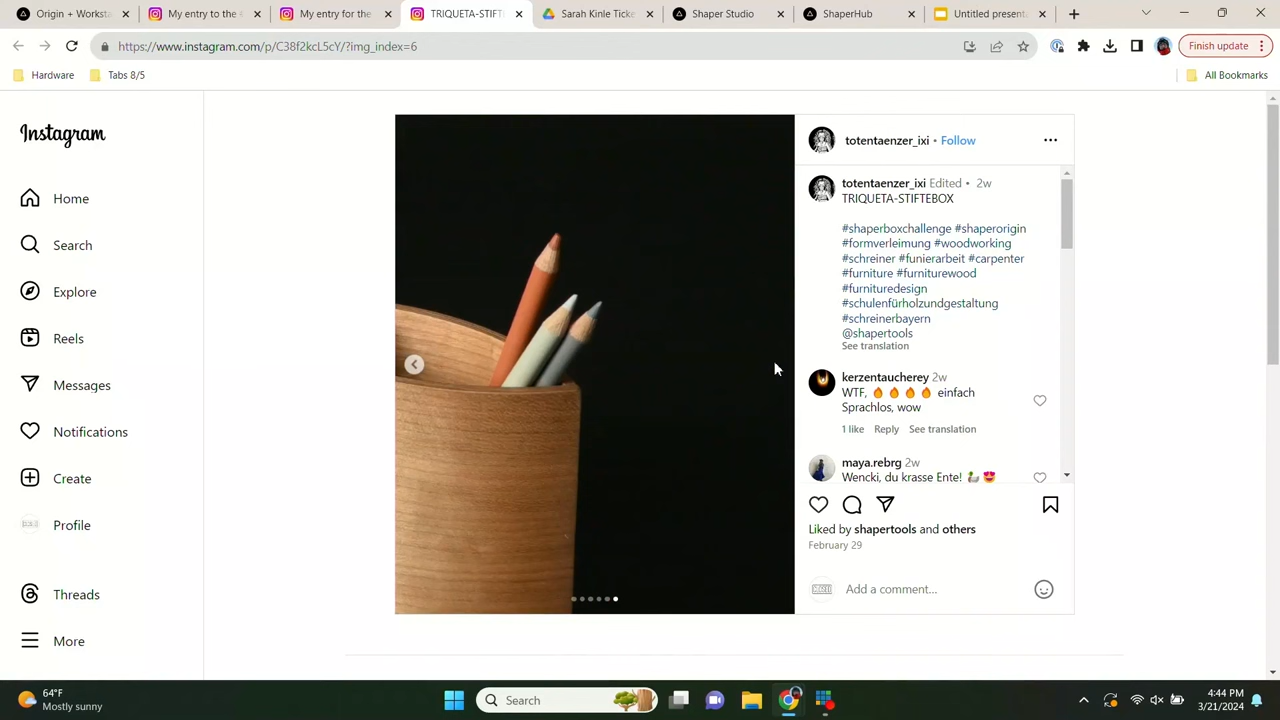 Origin + Worksta
My entry to the
My entry for the
TRIQUETA-STIFT
Sarah Kinle Ticke
Shaper Studio
ShaperHub
Untitled present
https://www.instagram.com/p/C38f2kcL5cY/?img_index=6
Finish update
Hardware
Tabs 8/5
All Bookmarks
Instagram
Home
Search
Explore
Reels
Messages
Notifications
Create
Profile
Threads
More
totentaenzer_ixi • Follow
totentaenzer_ixi Edited • 2w
TRIQUETA-STIFTEBOX
#shaperboxchallenge #shaperorigin
#formverleimung #woodworking
#schreiner #funierarbeit #carpenter
#furniture #furniturewood
#furnituredesign
#schulenfürholzundgestaltung
#schreinerbayern
@shapertools
See translation
kerzentaucherey 2w
WTF, 🔥 🔥 🔥 🔥 einfach
Sprachlos, wow
1 like Reply See translation
maya.rebrg 2w
Wencki, du krasse Ente! 🦆 😍
Liked by shapertools and others
February 29
Add a comment...
64°F
Mostly sunny
Search
4:44 PM
3/21/2024